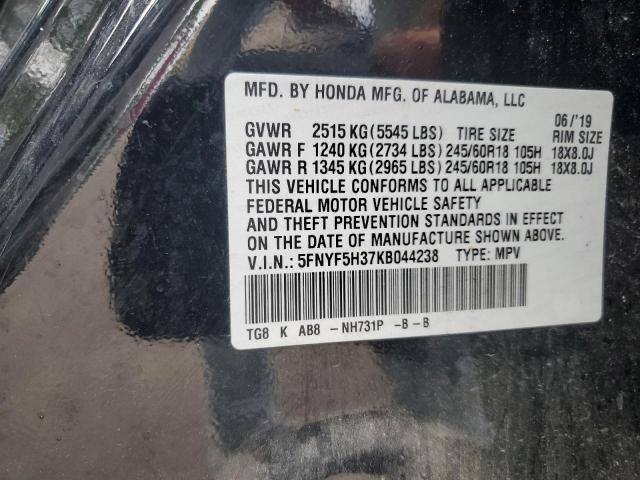 MFD. BY HONDA MFG. OF ALABAMA, LLC
06/'19
GVWR 2515 KG (5545 LBS) TIRE SIZE RIM SIZE
GAWR F 1240 KG (2734 LBS) 245/60R18 105H 18X8.0J
GAWR R 1345 KG (2965 LBS) 245/60R18 105H 18X8.0J
THIS VEHICLE CONFORMS TO ALL APPLICABLE
FEDERAL MOTOR VEHICLE SAFETY
AND THEFT PREVENTION STANDARDS IN EFFECT
ON THE DATE OF MANUFACTURE SHOWN ABOVE.
V.I.N.: 5FNYF5H37KB044238 TYPE: MPV
TG8 K AB8 -NH731P -B-B